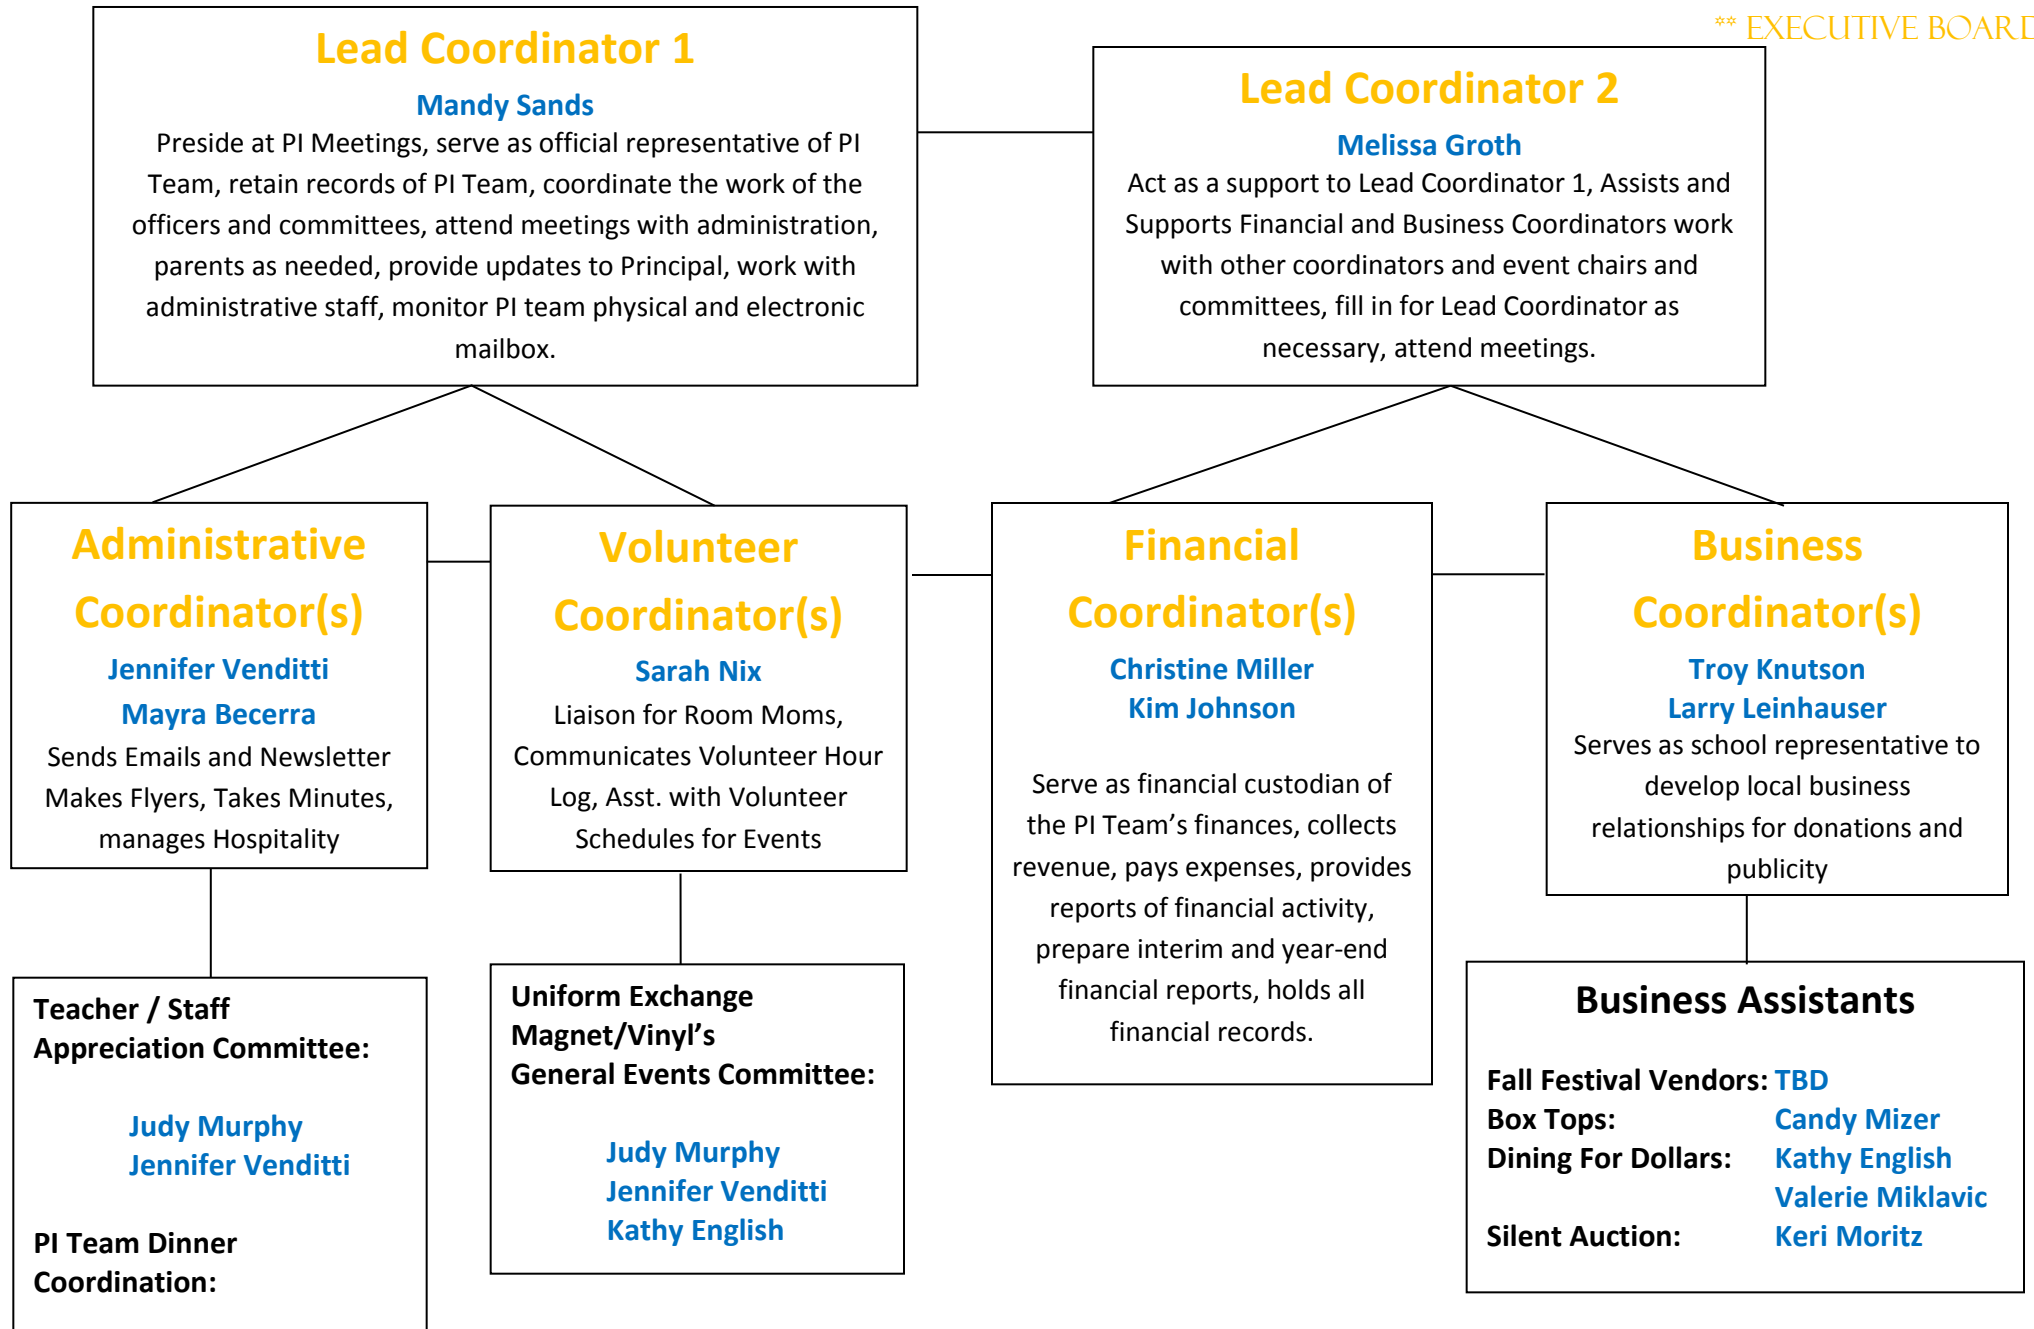 ** EXECUTIVE BOARD
Lead Coordinator 1
Mandy Sands
Preside at PI Meetings, serve as official representative of PI
Team, retain records of PI Team, coordinate the work of the
officers and committees, attend meetings with administration,
parents as needed, provide updates to Principal, work with
administrative staff, monitor PI team physical and electronic
mailbox.
Lead Coordinator 2
Melissa Groth
Act as a support to Lead Coordinator 1, Assists and
Supports Financial and Business Coordinators work
with other coordinators and event chairs and
committees, fill in for Lead Coordinator as
necessary, attend meetings.
Administrative
Coordinator(s)
Jennifer Venditti
Mayra Becerra
Sends Emails and Newsletter
Makes Flyers, Takes Minutes,
manages Hospitality
Volunteer
Coordinator(s)
Sarah Nix
Liaison for Room Moms,
Communicates Volunteer Hour
Log, Asst. with Volunteer
Schedules for Events
Financial
Coordinator(s)
Christine Miller
Kim Johnson
Serve as financial custodian of
the PI Team’s finances, collects
revenue, pays expenses, provides
reports of financial activity,
prepare interim and year-end
financial reports, holds all
financial records.
Business
Coordinator(s)
Troy Knutson
Larry Leinhauser
Serves as school representative to
develop local business
relationships for donations and
publicity
Teacher / Staff
Appreciation Committee:
Judy Murphy
Jennifer Venditti
PI Team Dinner
Coordination:
Uniform Exchange
Magnet/Vinyl’s
General Events Committee:
Judy Murphy
Jennifer Venditti
Kathy English
Business Assistants
Fall Festival Vendors: TBD
Box Tops: Candy Mizer
Dining For Dollars: Kathy English
Valerie Miklavic
Silent Auction: Keri Moritz